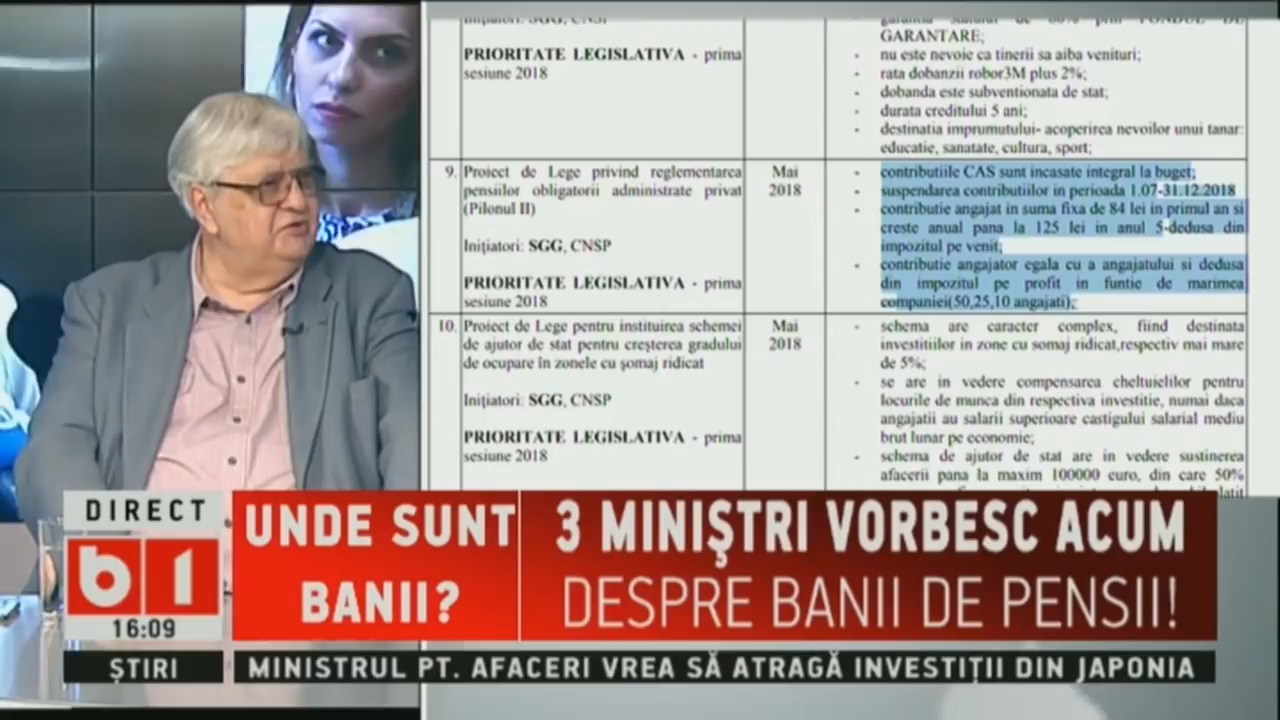 PRIORITATE LEGISLATIVA - prima
sesiune 2018
GARANTARE;
- nu este nevoie ca tinerii sa aiba venituri;
- rata dobanzii robor3M plus 2%;
- dobanda este subventionata de stat;
- durata creditului 5 ani;
- destinatia imprumutului- acoperirea nevoilor unui tanar:
educatie, sanatate, cultura, sport;
9. Proiect de Lege privind reglementarea
pensiilor obligatorii administrate privat
(Pilonul II)
Inițiatori: SGG, CNSP
PRIORITATE LEGISLATIVA - prima
sesiune 2018
Mai
2018
- contributiile CAS sunt incasate integral la buget;
- suspendarea contributiilor in perioada 1.07-31.12.2018
- contributie angajat in suma fixa de 84 lei in primul an si
creste anual pana la 125 lei in anul 5-dedusa din
impozitul pe venit;
- contributie angajator egala cu a angajatului si dedusa
din impozitul pe profit in funtie de marimea
companiei(50,25,10 angajati);
10. Proiect de Lege pentru instituirea schemei
de ajutor de stat pentru creșterea gradului
de ocupare în zonele cu șomaj ridicat
Inițiatori: SGG, CNSP
PRIORITATE LEGISLATIVA - prima
sesiune 2018
Mai
2018
- schema are caracter complex, fiind destinata
investitiilor in zone cu somaj ridicat,respectiv mai mare
de 5%;
- se are in vedere compensarea cheltuielilor pentru
locurile de munca din respectiva investitie, numai daca
angajatii au salarii superioare castigului salarial mediu
brut lunar pe economie;
- schema de ajutor de stat are in vedere sustinerea
afacerii pana la maxim 100000 euro, din care 50%
DIRECT
b1
16:09
UNDE SUNT
BANII?
3 MINIŞTRI VORBESC ACUM
DESPRE BANII DE PENSII!
ŞTIRI
MINISTRUL PT. AFACERI VREA SĂ ATRAGĂ INVESTIŢII DIN JAPONIA